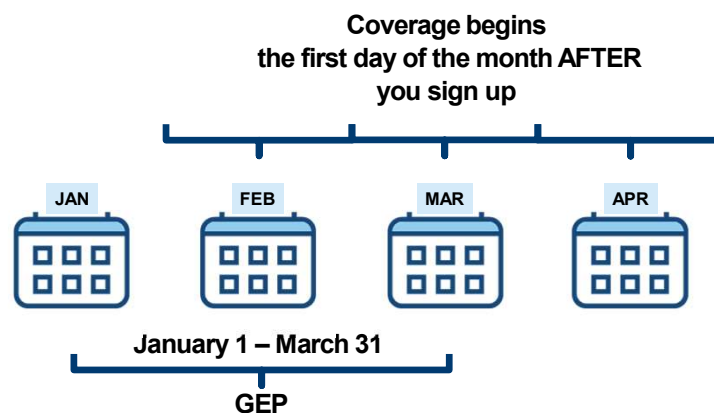 Coverage begins
the first day of the month AFTER
you sign up
JAN
FEB
MAR
APR
January 1 – March 31
GEP